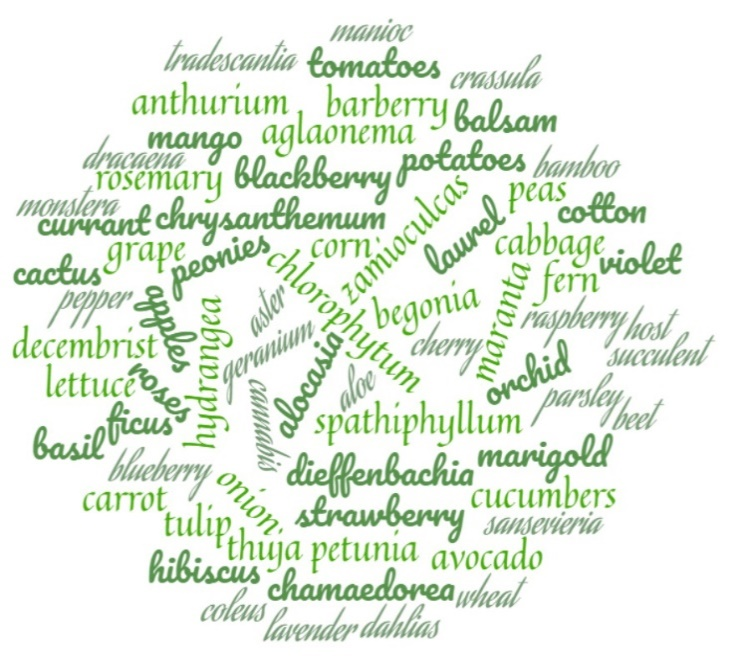 manioc
tradescantia
tomatoes
crassula
anthurium
barberry
balsam
mango
aglaonema
dracaena
potatoes
bamboo
rosemary
blackberry
zamioculcas
peas
monstera
currant
chrysanthemum
laurel
cotton
grape
peonies
corn
cabbage
violet
cactus
chlorophytum
fern
pepper
apples
hydrangea
aster
begonia
maranta
raspberry
host
decembrist
geranium
alocasia
cherry
succulent
lettuce
roses
cannabis
aloe
orchid
parsley
beet
ficus
spathiphyllum
basil
marigold
blueberry
dieffenbachia
carrot
onion
cucumbers
tulip
strawberry
sansevieria
thuja
petunia
avocado
hibiscus
chamaedorea
wheat
coleus
lavender
dahlias